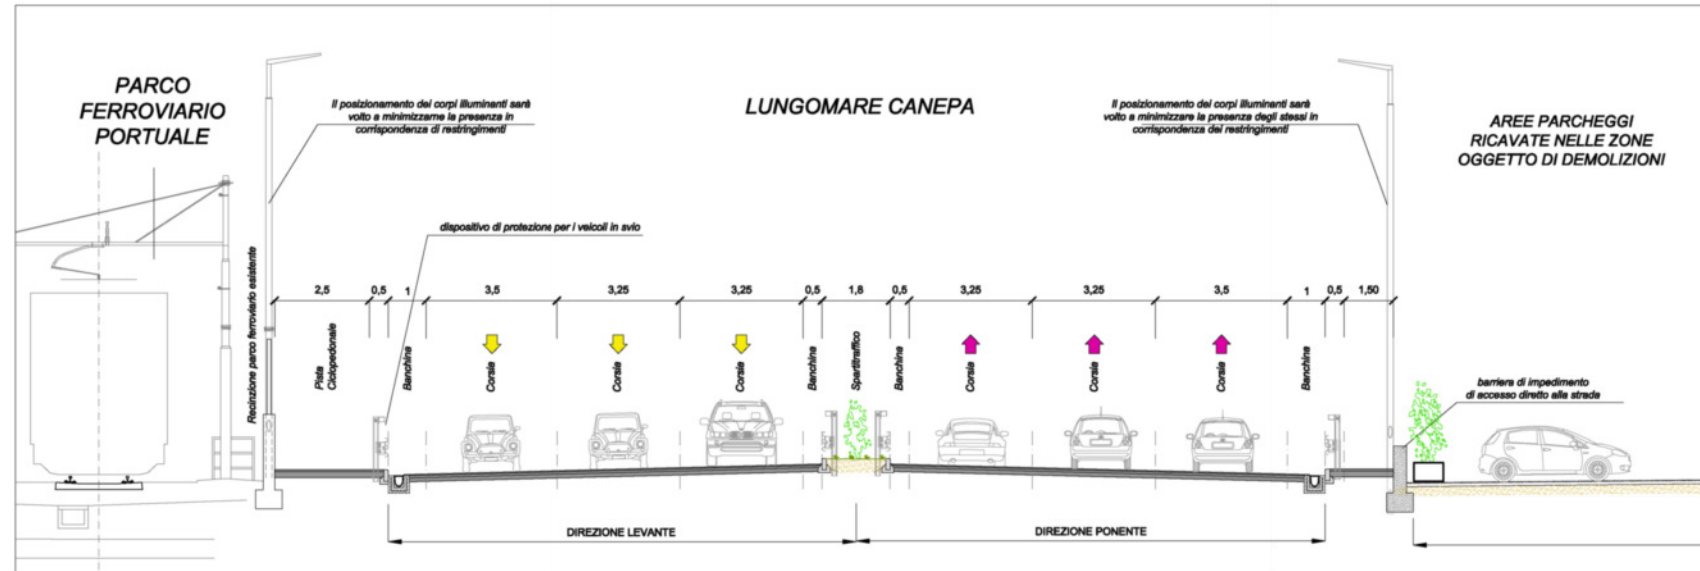 PARCO
FERROVIARIO
PORTUALE
Il posizionamento dei corpi illuminanti sarà
volto a minimizzarne la presenza in
corrispondenza di restringimenti
LUNGOMARE CANEPA
Il posizionamento dei corpi illuminanti sarà
volto a minimizzare la presenza degli stessi in
corrispondenza dei restringimenti
AREE PARCHEGGI
RICAVATE NELLE ZONE
OGGETTO DI DEMOLIZIONI
dispositivo di protezione per i veicoli in svio
2,5 0,5 1 3,5 3,25 3,25 0,5 1,8 0,5 3,25 3,25 3,5 1 0,5 1,50
Recinzione parco ferroviario esistente
Pista
Ciclopedonale
Banchina
Corsia
Corsia
Corsia
Banchina
Spartitraffico
Banchina
Corsia
Corsia
Corsia
Banchina
barriera di impedimento
di accesso diretto alla strada
DIREZIONE LEVANTE
DIREZIONE PONENTE